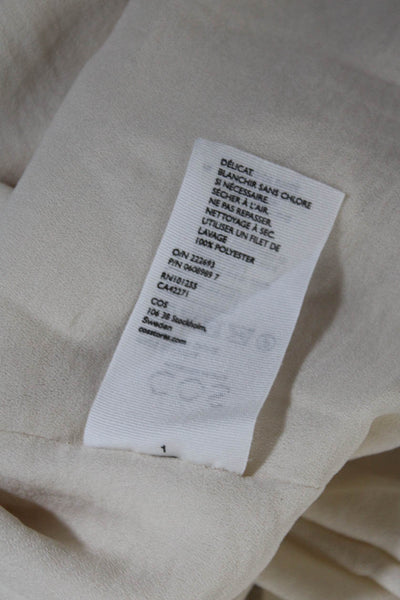 DÉLICAT
BLANCHIR SANS CHLORE
SI NÉCESSAIRE.
SÉCHER À L'AIR.
NE PAS REPASSER.
NETTOYAGE À SEC.
UTILISER UN FILET DE
LAVAGE
100% POLYESTER
O/N 222693
P/N 0608989 7
RN101255
CA42271
COS
106 38 Stockholm,
Sweden
cosstores.com
1